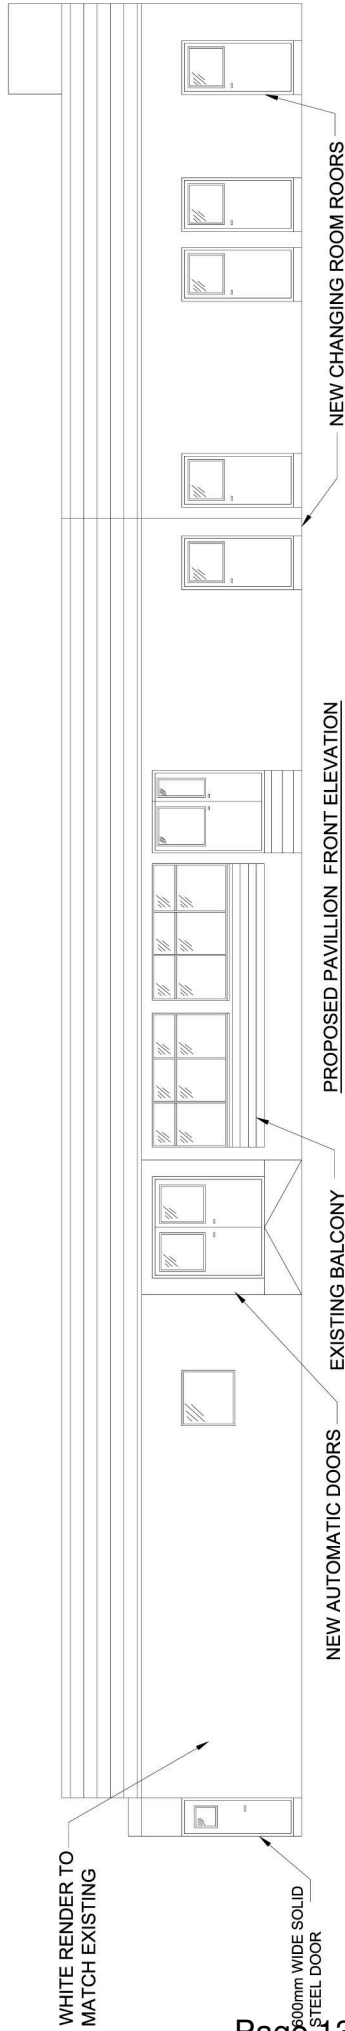 WHITE RENDER TO
MATCH EXISTING
600mm WIDE SOLID
STEEL DOOR
NEW AUTOMATIC DOORS
EXISTING BALCONY
PROPOSED PAVILLION FRONT ELEVATION
NEW CHANGING ROOM ROORS
Page